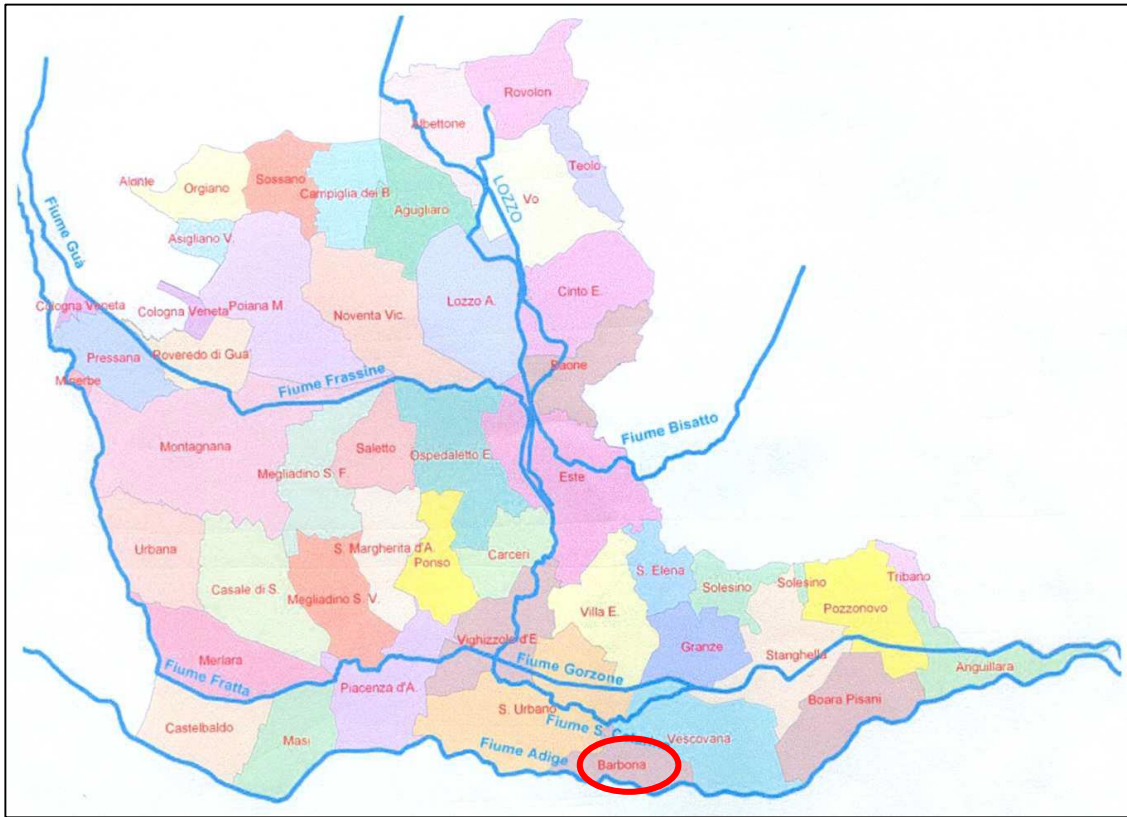 Rovolon
Albettone
Teolo
Sossano
Orgiano
Alonte
Campiglia dei B
Agugliaro
LOZZO
Vo
Fiume Guà
Asigliano V.
Cinto E.
Lozzo A.
Cologna Veneta
Cologna Veneta
Poiana M
Noventa Vic.
Pressana
Roveredo di Gua'
Baone
Minerbe
Fiume Frassine
Fiume Bisatto
Montagnana
Saletto
Ospedaletto E.
Megliadino S. F.
Este
Urbana
S. Margherita d'A.
Carceri
Ponso
S. Elena
Solesino
Solesino
Tribano
Casale di S.
Megliadino S. V.
Villa E.
Pozzonovo
Vighizzolo d'E.
Granze
Stanghella
Merlara
Fiume Gorzone
Anguillara
Fiume Fratta
Piacenza d'A.
Boara Pisani
S. Urbano
Castelbaldo
Masi
Fiume S.
Vescovana
Fiume Adige
Barbona